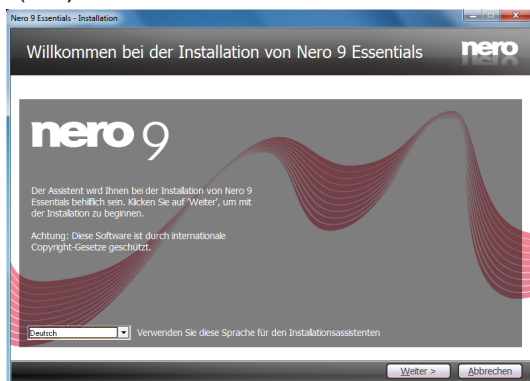 Nero 9 Essentials - Installation
Willkommen bei der Installation von Nero 9 Essentials
nero
nero 9
Der Assistent wird Ihnen bei der Installation von Nero 9
Essentials behilflich sein. Klicken Sie auf 'Weiter', um mit
der Installation zu beginnen.
Achtung: Diese Software ist durch internationale
Copyright-Gesetze geschützt.
Deutsch
Verwenden Sie diese Sprache für den Installationsassistenten
Weiter >
Abbrechen